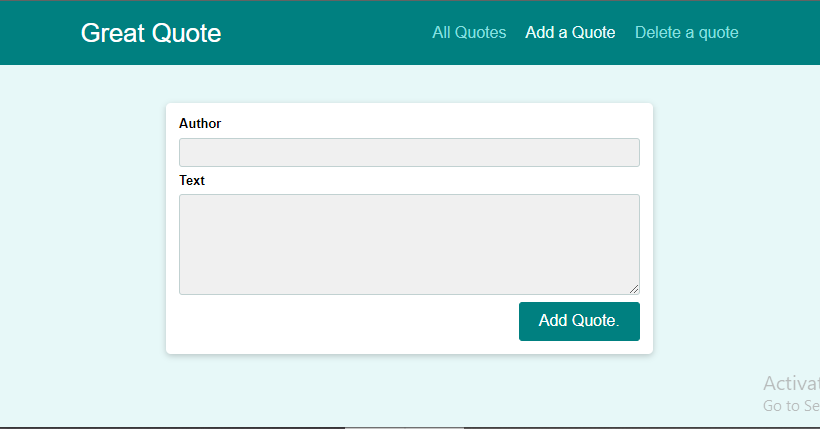 Great Quote
All Quotes Add a Quote Delete a quote
Author
Text
Add Quote.
Activat
Go to Se